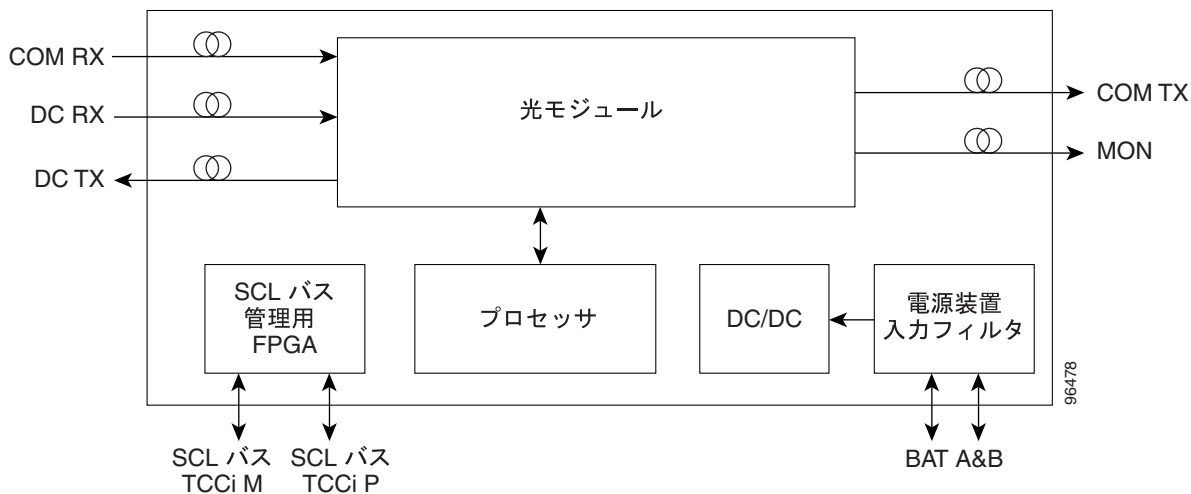 COM RX
DC RX
DC TX
光モジュール
COM TX
MON
SCL バス
管理用
FPGA
プロセッサ
DC/DC
電源装置
入力フィルタ
96478
SCL バス
TCCi M
SCL バス
TCCi P
BAT A&B